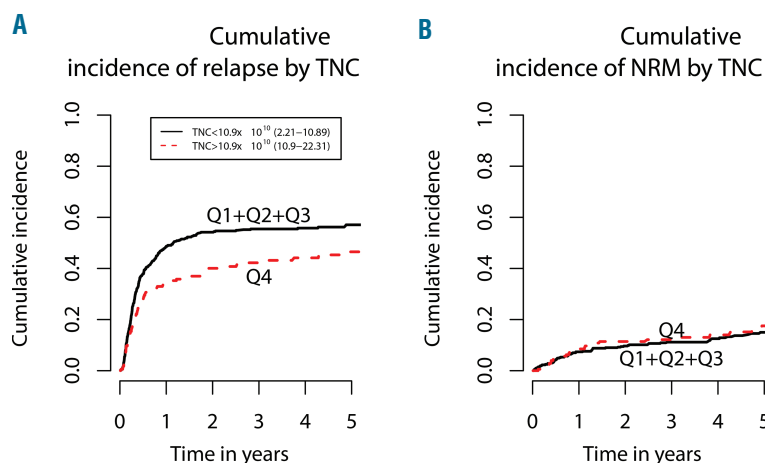 A
Cumulative
incidence of relapse by TNC
Cumulative incidence
1.0
0.8
0.6
0.4
0.2
0.0
TNC<10.9x 10¹⁰ (2.21−10.89)
TNC>10.9x 10¹⁰ (10.9−22.31)
Q1+Q2+Q3
Q4
0 1 2 3 4 5
Time in years
B
Cumulative
incidence of NRM by TNC
Cumulative incidence
1.0
0.8
0.6
0.4
0.2
0.0
Q4
Q1+Q2+Q3
0 1 2 3 4 5
Time in years